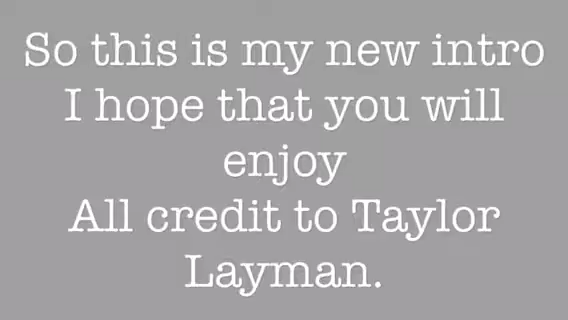 So this is my new intro
I hope that you will
enjoy
All credit to Taylor
Layman.